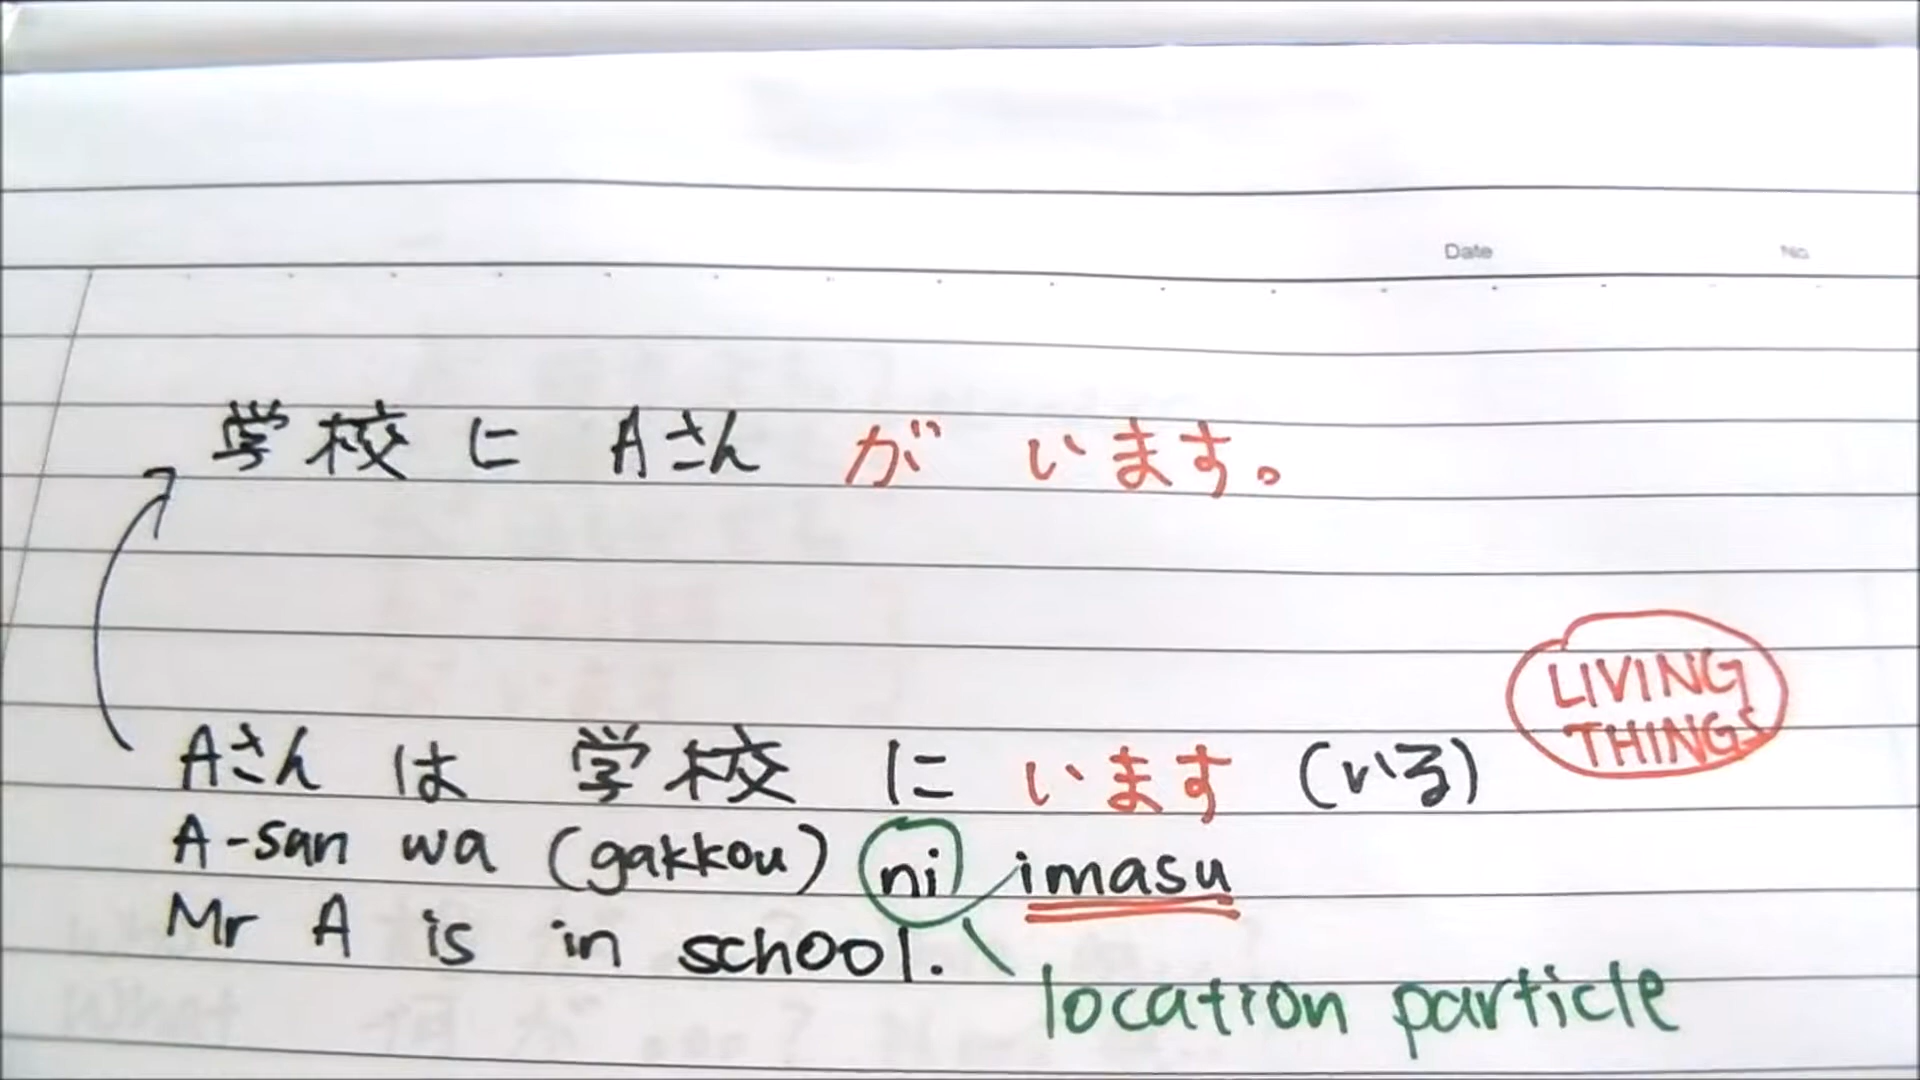 Date No.
学校に Aさん が います。
LIVING
THINGS
Aさん は 学校 に います (いる)
A-san wa (gakkou) ni imasu
Mr A is in school.
location particle